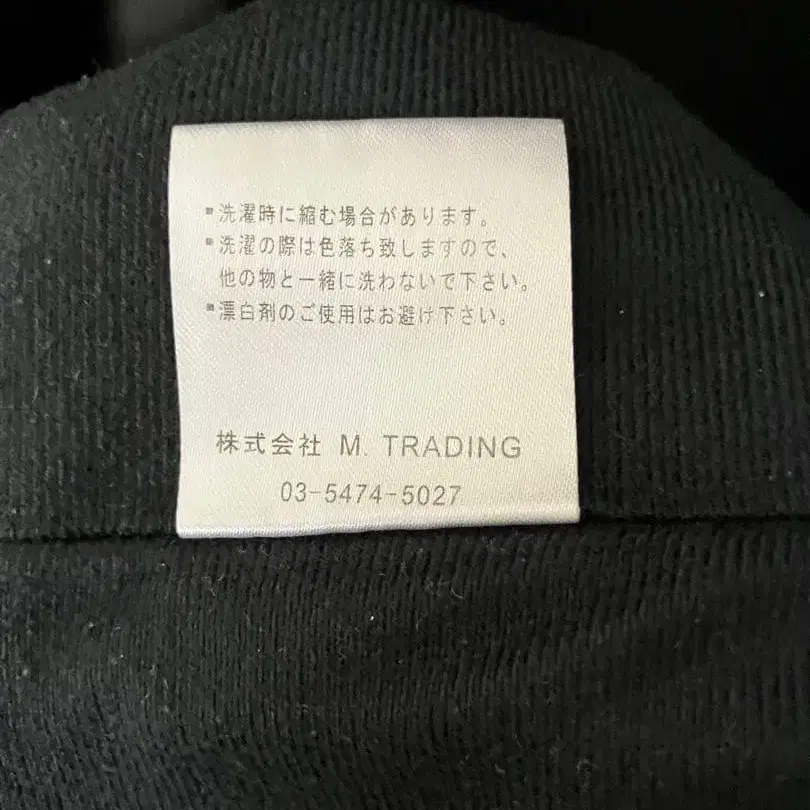 ▪洗濯時に縮む場合があります。
▪洗濯の際は色落ち致しますので、
他の物と一緒に洗わないで下さい。
▪漂白剤のご使用はお避け下さい。
株式会社 M. TRADING
03-5474-5027